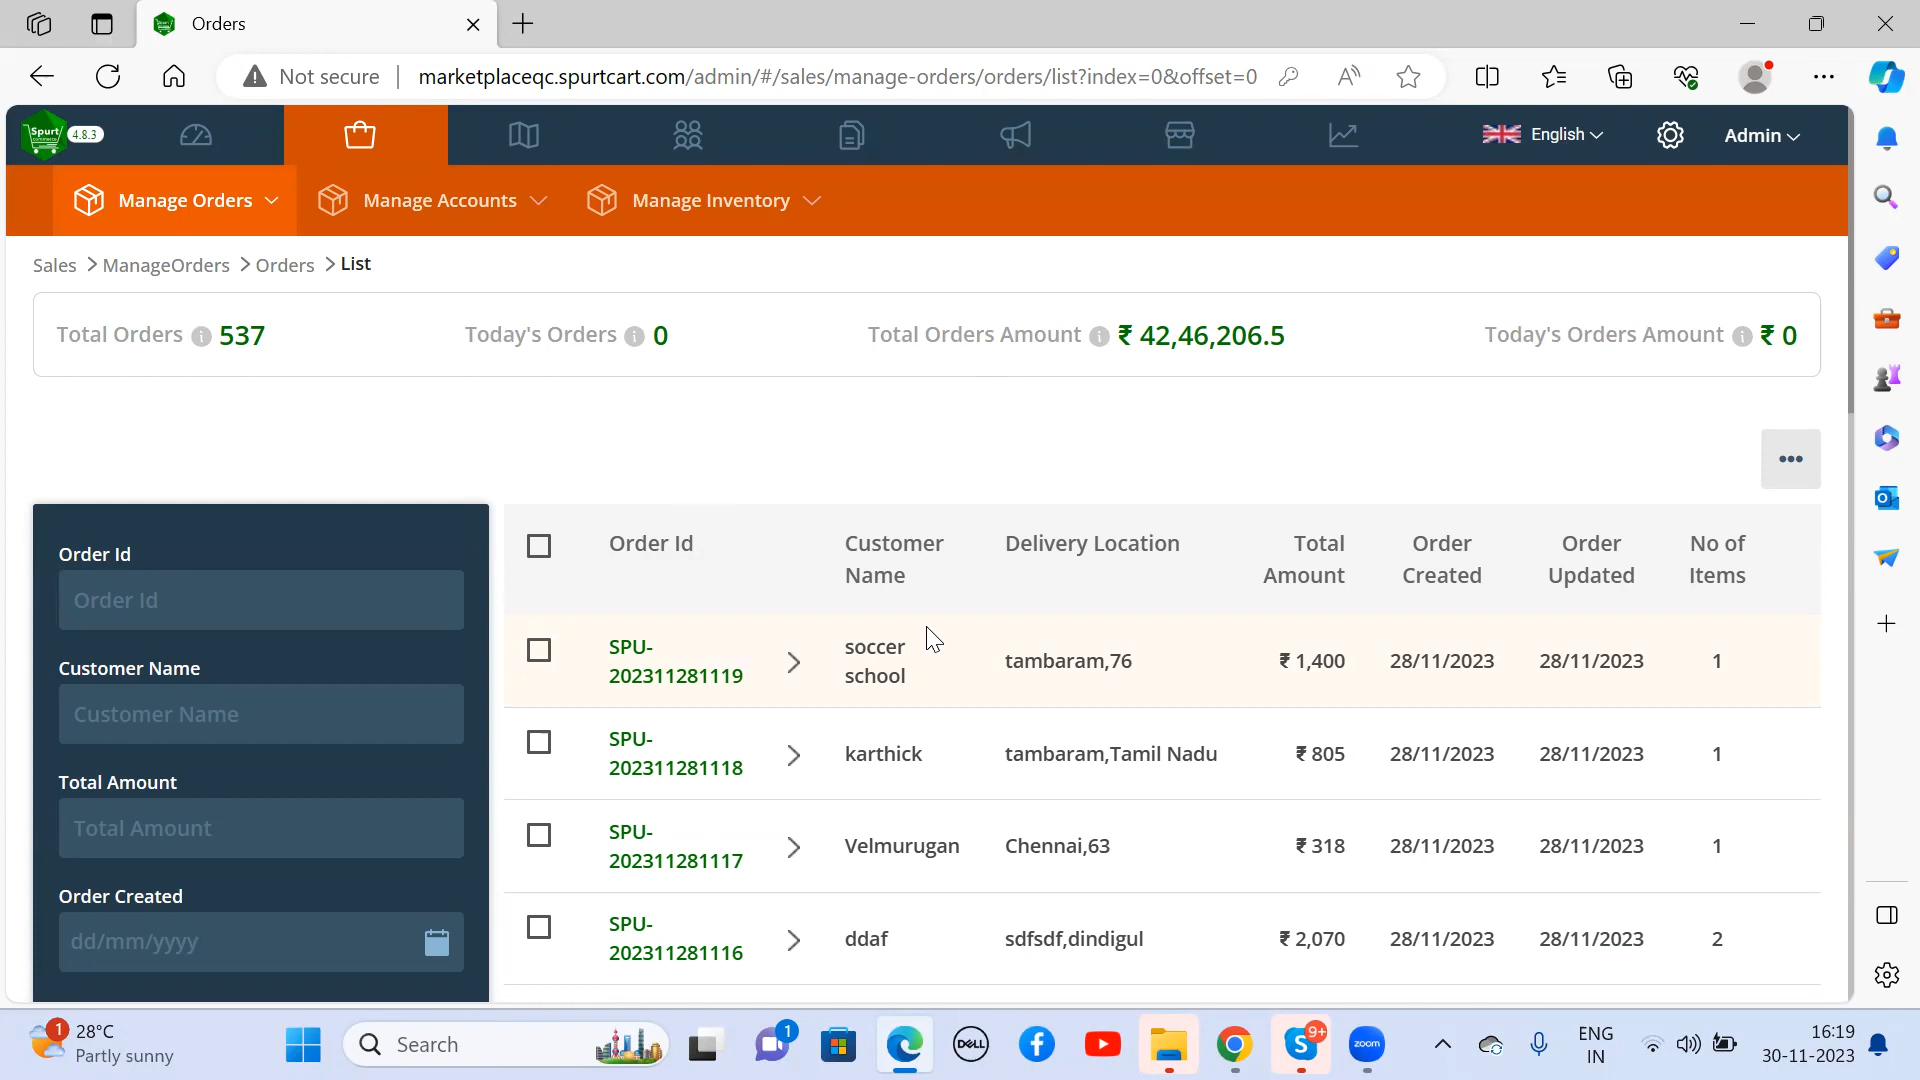 Orders
Not secure
marketplaceqc.spurtcart.com/admin/#/sales/manage-orders/orders/list?index=0&offset=0
Spurt commerce 4.8.3
English
Admin
Manage Orders
Manage Accounts
Manage Inventory
Sales > ManageOrders > Orders > List
Total Orders 537
Today's Orders 0
Total Orders Amount ₹ 42,46,206.5
Today's Orders Amount ₹ 0
•••
Order Id
Order Id
Customer Name
Customer Name
Total Amount
Total Amount
Order Created
dd/mm/yyyy
Order Id Customer Name Delivery Location Total Amount Order Created Order Updated No of Items
SPU-202311281119 soccer school tambaram,76 ₹ 1,400 28/11/2023 28/11/2023 1
SPU-202311281118 karthick tambaram,Tamil Nadu ₹ 805 28/11/2023 28/11/2023 1
SPU-202311281117 Velmurugan Chennai,63 ₹ 318 28/11/2023 28/11/2023 1
SPU-202311281116 ddaf sdfsdf,dindigul ₹ 2,070 28/11/2023 28/11/2023 2
1
28°C
Partly sunny
Search
1
DELL
9+
zoom
ENG
IN
16:19
30-11-2023